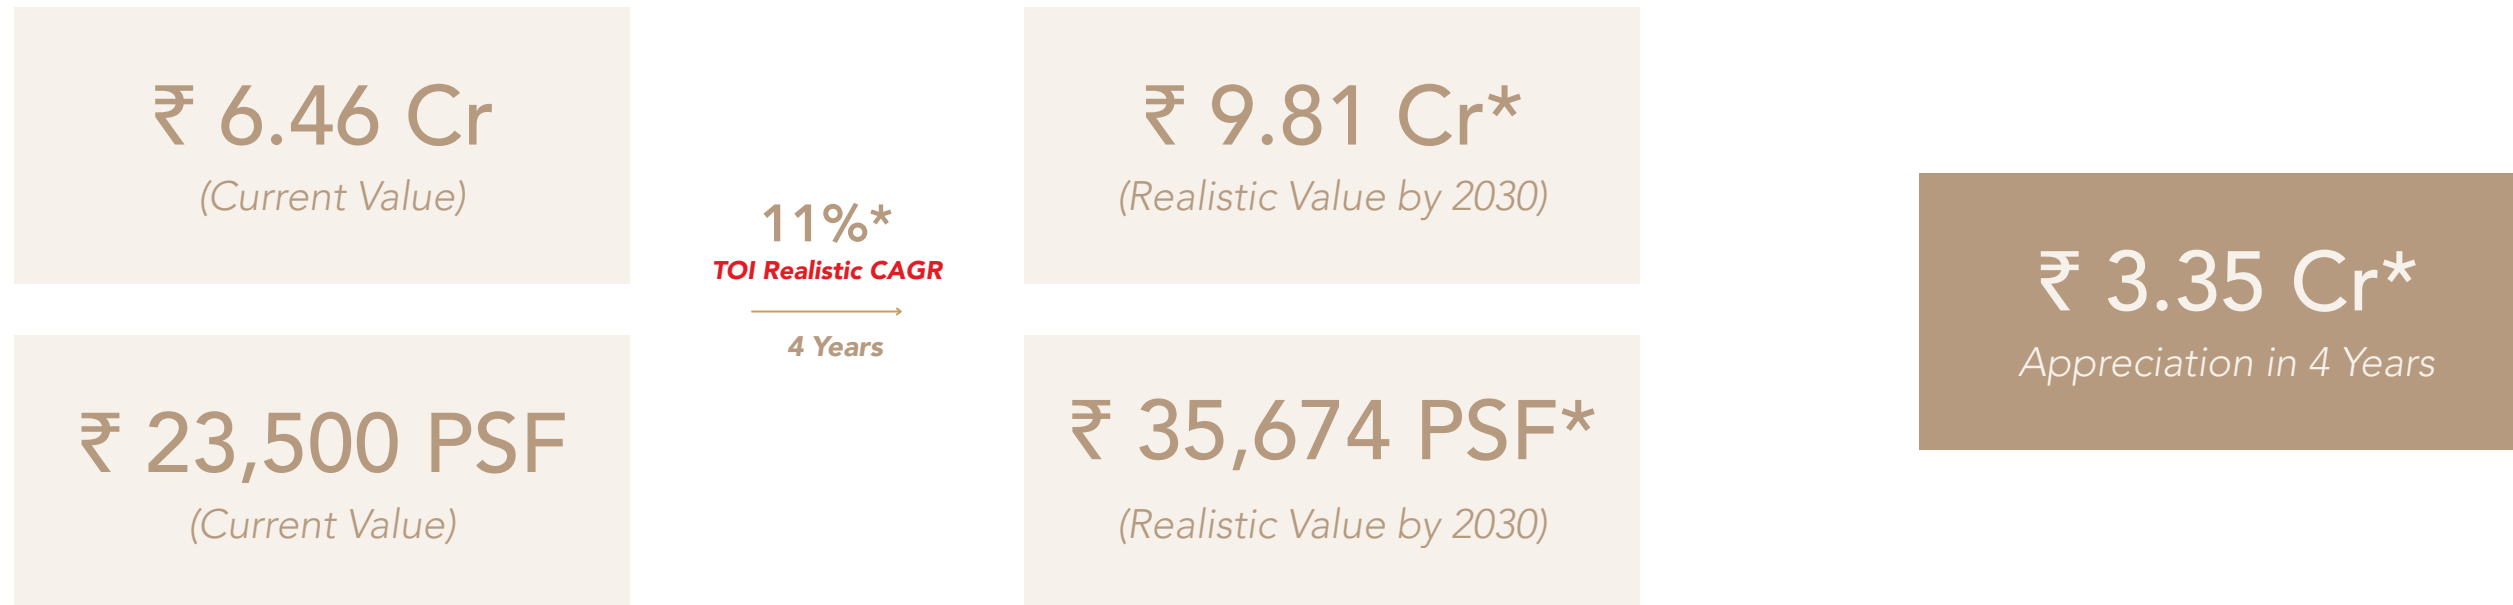 ₹ 6.46 Cr
(Current Value)
₹ 23,500 PSF
(Current Value)
11%*
TOI Realistic CAGR
4 Years
₹ 9.81 Cr*
(Realistic Value by 2030)
₹ 35,674 PSF*
(Realistic Value by 2030)
₹ 3.35 Cr*
Appreciation in 4 Years